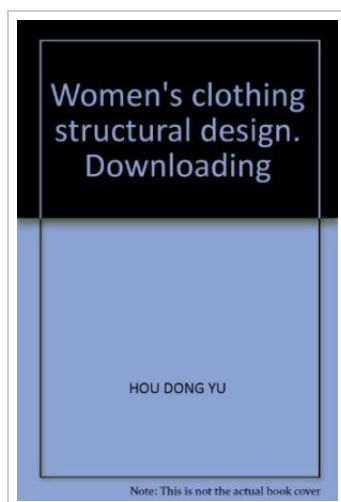 Women's clothing
structural design.
Downloading
HOU DONG YU
Note: This is not the actual book cover